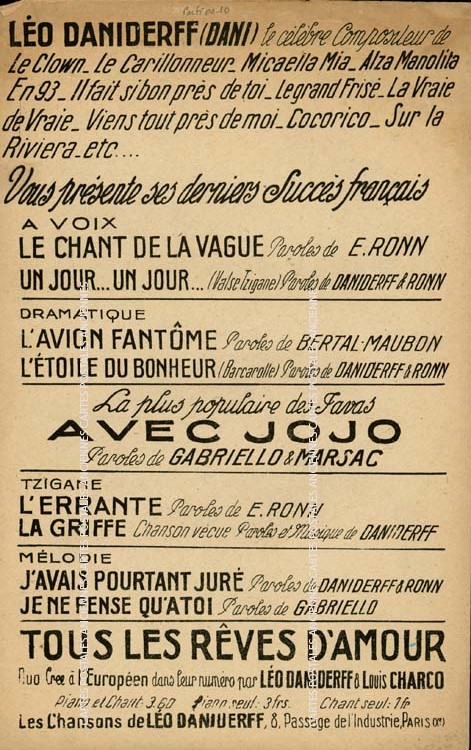 LÉO DANIDERFF (DANI) le célèbre Compositeur de
Le Clown_ Le Carillonneur_ Micaella Mia_ Alza Manolita
En 93_ Il fait si bon près de toi_ Le grand Frisé_ La Vraie
de Vraie_ Viens tout près de moi_ Cocorico_ Sur la
Riviera_ etc....
Vous présente ses derniers Succès français
A VOIX
LE CHANT DE LA VAGUE Paroles de E. RONN
UN JOUR... UN JOUR... (Valse Tzigane) Paroles de DANIDERFF & RONN
DRAMATIQUE
L'AVION FANTÔME Paroles de BERTAL-MAUBON
L'ÉTOILE DU BONHEUR (Barcarolle) Paroles de DANIDERFF & RONN
La plus populaire des Javas
AVEC JOJO
Paroles de GABRIELLO & MARSAC
TZIGANE
L'ERRANTE Paroles de E. RONN
LA GRIFFE Chanson vécue Paroles et Musique de DANIDERFF
MÉLODIE
J'AVAIS POURTANT JURÉ Paroles de DANIDERFF & RONN
JE NE PENSE QU'A TOI Paroles de GABRIELLO
TOUS LES RÊVES D'AMOUR
Duo Créé à l'Européen dans leur numéro par LÉO DANIDERFF & LOUIS CHARCO
Piano et Chant: 3.60 Piano seul: 3frs. Chant seul: 1fr
Les Chansons de LÉO DANIDERFF, 8, Passage de l'Industrie, PARIS